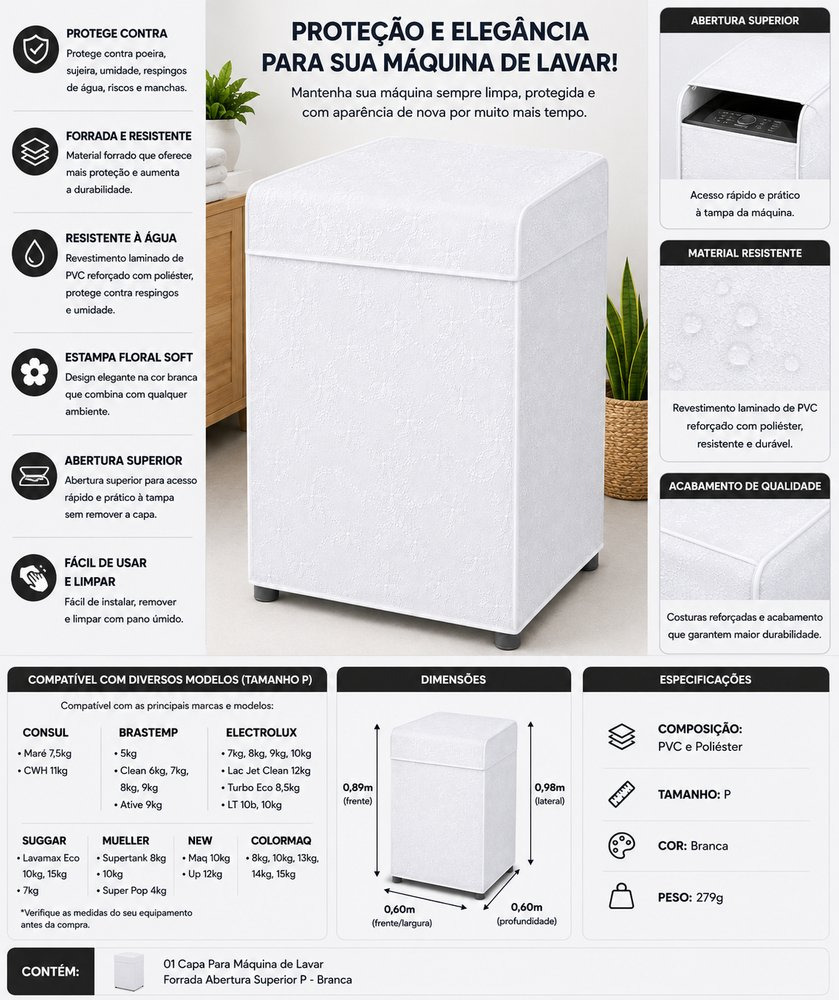 PROTEÇÃO E ELEGÂNCIA
PARA SUA MÁQUINA DE LAVAR!
Mantenha sua máquina sempre limpa, protegida e
com aparência de nova por muito mais tempo.
PROTEGE CONTRA
Protege contra poeira,
sujeira, umidade, respingos
de água, riscos e manchas.
FORRADA E RESISTENTE
Material forrado que oferece
mais proteção e aumenta
a durabilidade.
RESISTENTE À ÁGUA
Revestimento laminado de
PVC reforçado com poliéster,
protege contra respingos
e umidade.
ESTAMPA FLORAL SOFT
Design elegante na cor branca
que combina com qualquer
ambiente.
ABERTURA SUPERIOR
Abertura superior para acesso
rápido e prático à tampa
sem remover a capa.
FÁCIL DE USAR
E LIMPAR
Fácil de instalar, remover
e limpar com pano úmido.
ABERTURA SUPERIOR
Acesso rápido e prático
à tampa da máquina.
MATERIAL RESISTENTE
Revestimento laminado de PVC
reforçado com poliéster,
resistente e durável.
ACABAMENTO DE QUALIDADE
Costuras reforçadas e acabamento
que garantem maior durabilidade.
COMPATÍVEL COM DIVERSOS MODELOS (TAMANHO P)
Compatível com as principais marcas e modelos:
CONSUL
• Maré 7,5kg
• CWH 11kg
BRASTEMP
• 5kg
• Clean 6kg, 7kg,
8kg, 9kg
• Ative 9kg
ELECTROLUX
• 7kg, 8kg, 9kg, 10kg
• Lac Jet Clean 12kg
• Turbo Eco 8,5kg
• LT 10b, 10kg
SUGGAR
• Lavamax Eco
10kg, 15kg
• 7kg
MUELLER
• Supertank 8kg
• 10kg
• Super Pop 4kg
NEW
• Maq 10kg
• Up 12kg
COLORMAQ
• 8kg, 10kg, 13kg,
14kg, 15kg
*Verifique as medidas do seu equipamento
antes da compra.
DIMENSÕES
0,89m
(frente)
0,98m
(lateral)
0,60m
(frente/largura)
0,60m
(profundidade)
ESPECIFICAÇÕES
COMPOSIÇÃO:
PVC e Poliéster
TAMANHO: P
COR: Branca
PESO: 279g
CONTÉM:
01 Capa Para Máquina de Lavar
Forrada Abertura Superior P - Branca